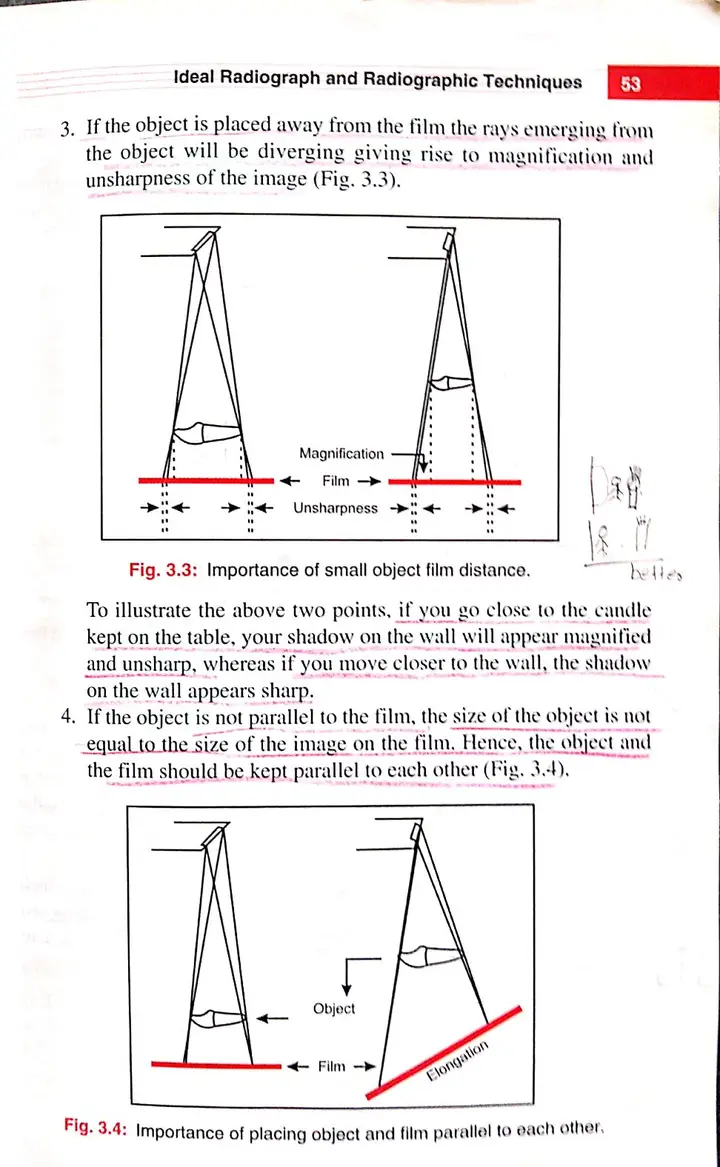 Ideal Radiograph and Radiographic Techniques 53
3. If the object is placed away from the film the rays emerging from
the object will be diverging giving rise to magnification and
unsharpness of the image (Fig. 3.3).
Magnification
Film
Unsharpness
better
Fig. 3.3: Importance of small object film distance.
To illustrate the above two points, if you go close to the candle
kept on the table, your shadow on the wall will appear magnified
and unsharp, whereas if you move closer to the wall, the shadow
on the wall appears sharp.
4. If the object is not parallel to the film, the size of the object is not
equal to the size of the image on the film. Hence, the object and
the film should be kept parallel to each other (Fig. 3.4).
Object
Film
Elongation
Fig. 3.4: Importance of placing object and film parallel to each other.